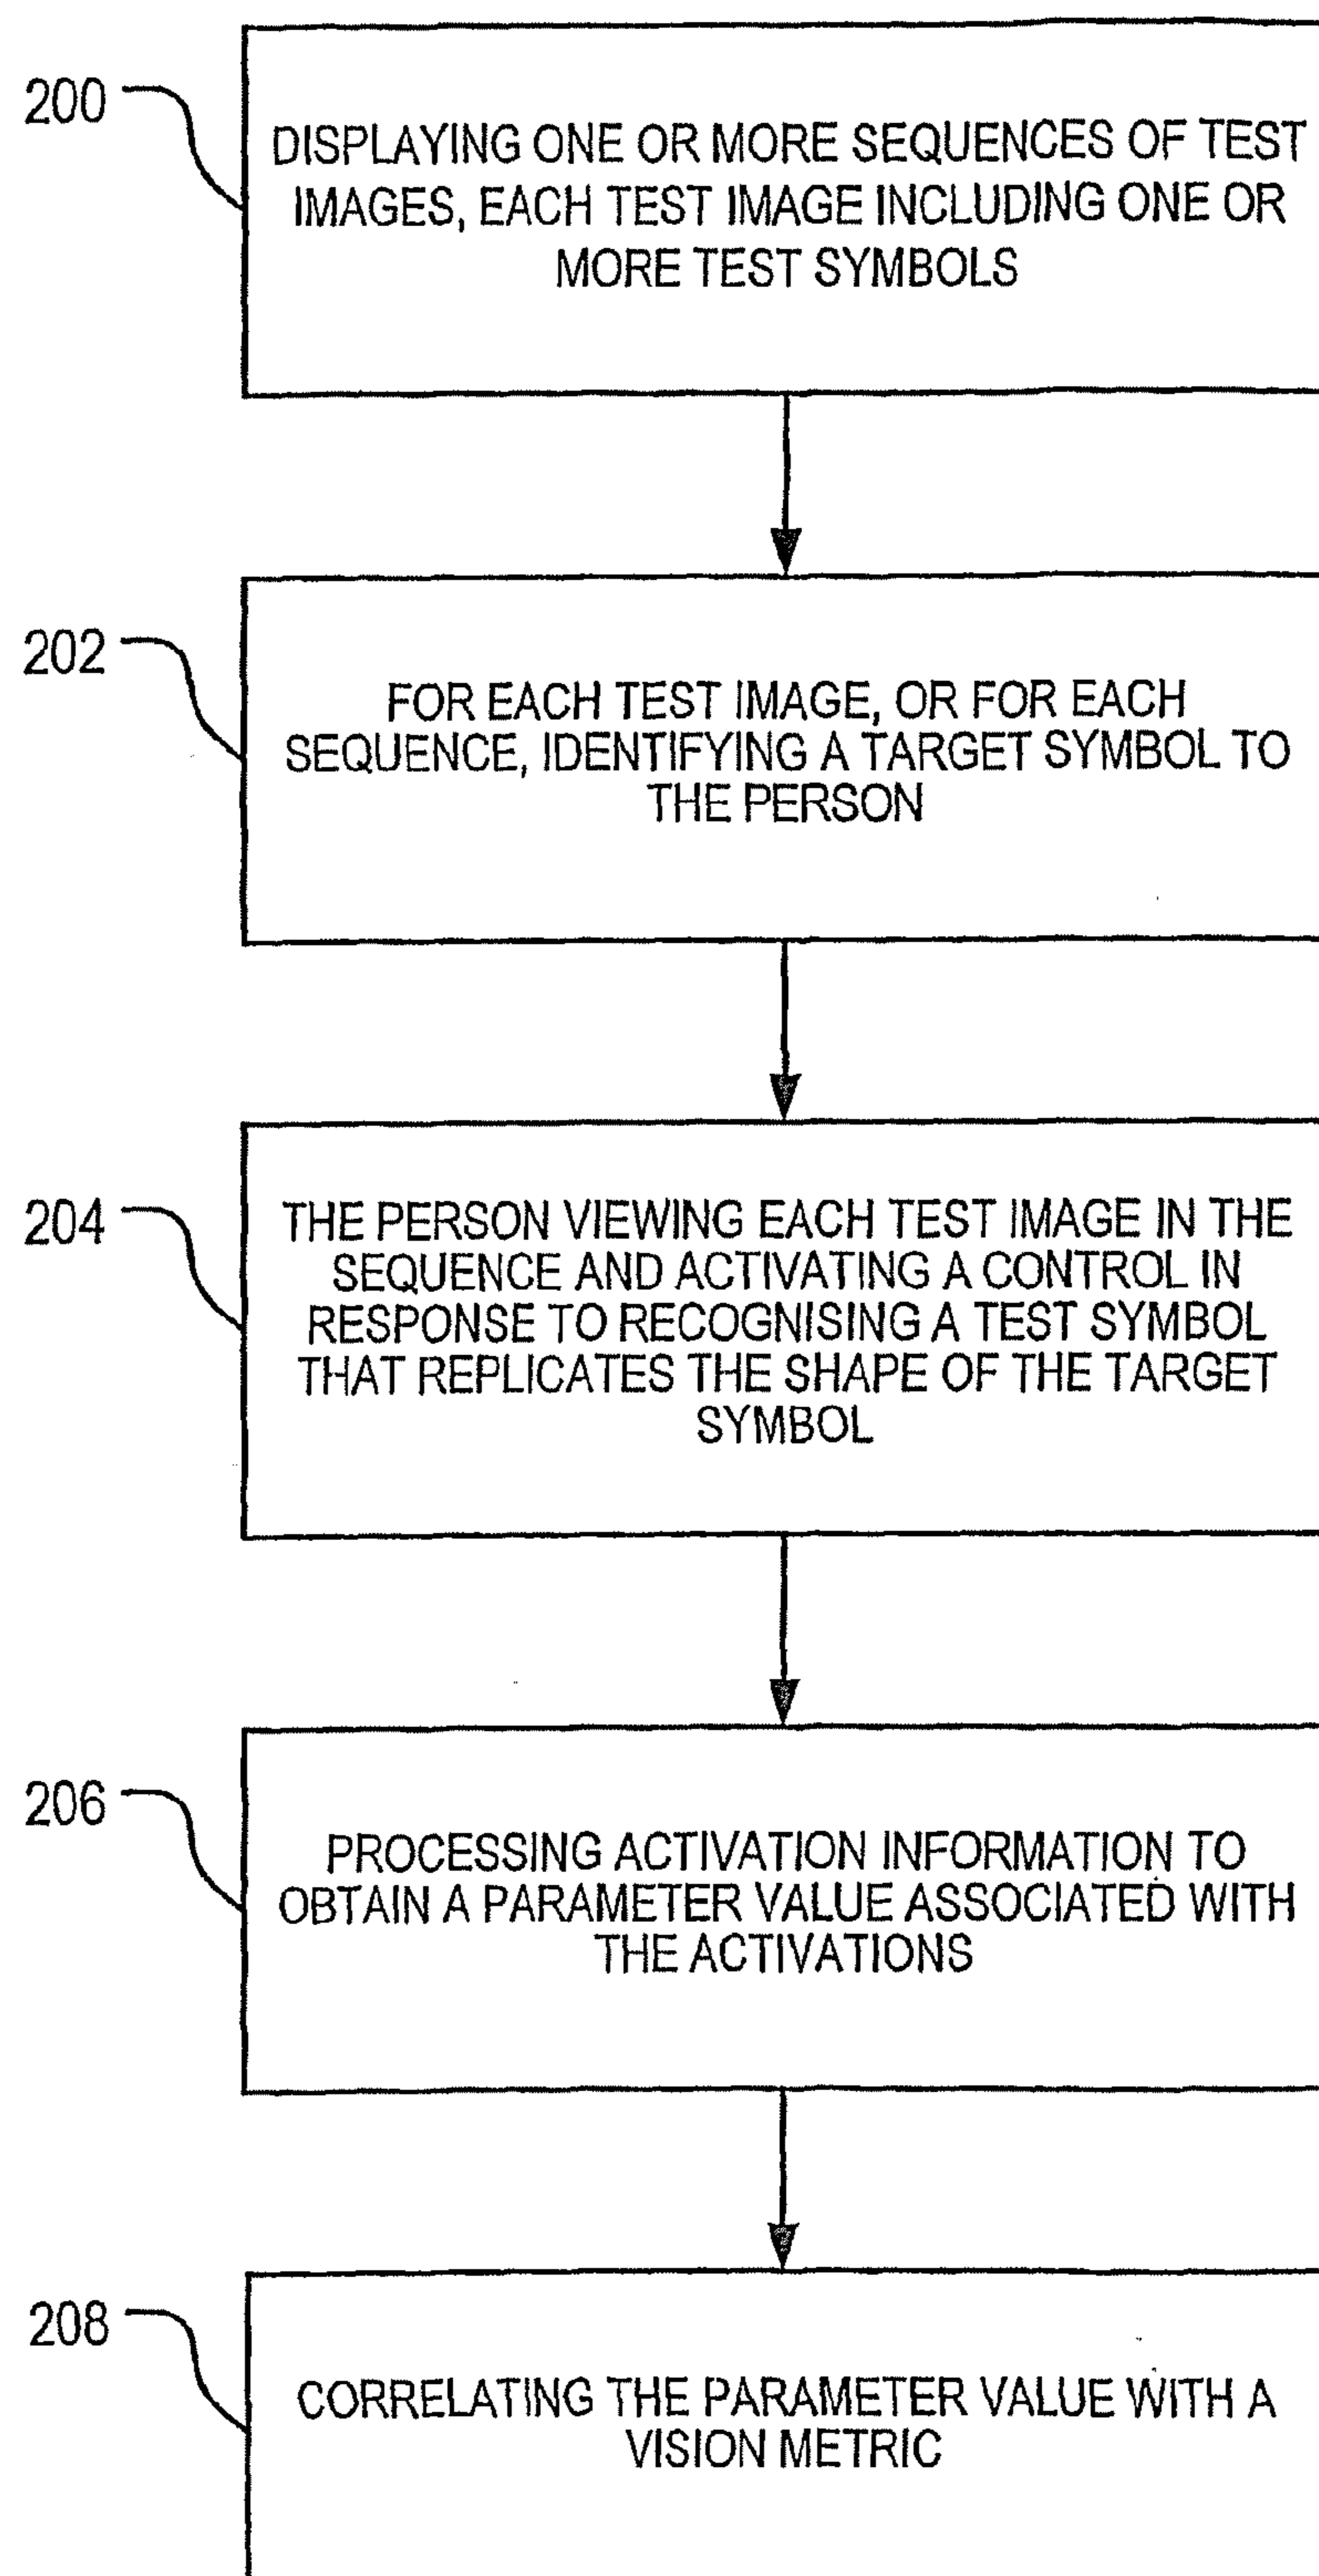 200
DISPLAYING ONE OR MORE SEQUENCES OF TEST
IMAGES, EACH TEST IMAGE INCLUDING ONE OR
MORE TEST SYMBOLS
202
FOR EACH TEST IMAGE, OR FOR EACH
SEQUENCE, IDENTIFYING A TARGET SYMBOL TO
THE PERSON
204
THE PERSON VIEWING EACH TEST IMAGE IN THE
SEQUENCE AND ACTIVATING A CONTROL IN
RESPONSE TO RECOGNISING A TEST SYMBOL
THAT REPLICATES THE SHAPE OF THE TARGET
SYMBOL
206
PROCESSING ACTIVATION INFORMATION TO
OBTAIN A PARAMETER VALUE ASSOCIATED WITH
THE ACTIVATIONS
208
CORRELATING THE PARAMETER VALUE WITH A
VISION METRIC